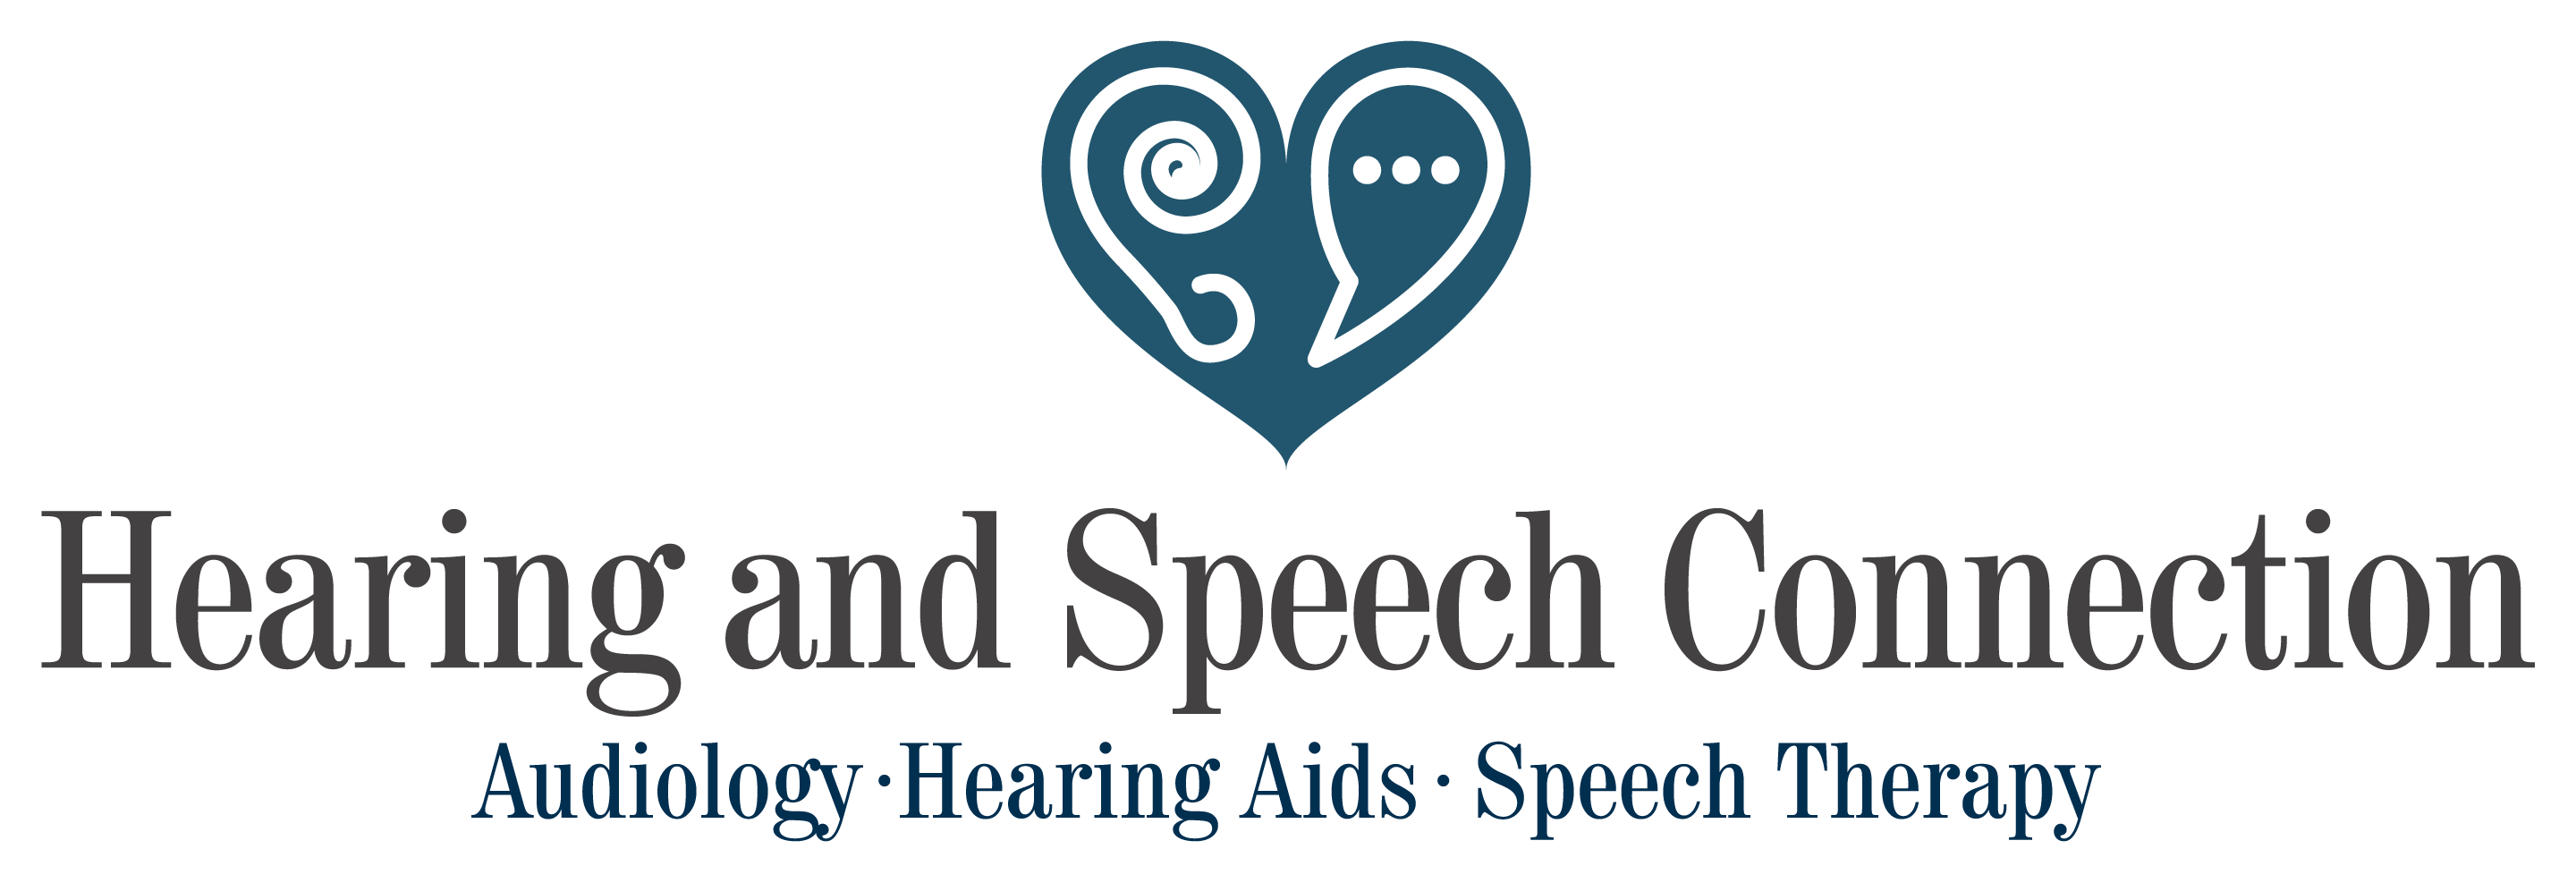 Hearing and Speech Connection
Audiology · Hearing Aids · Speech Therapy